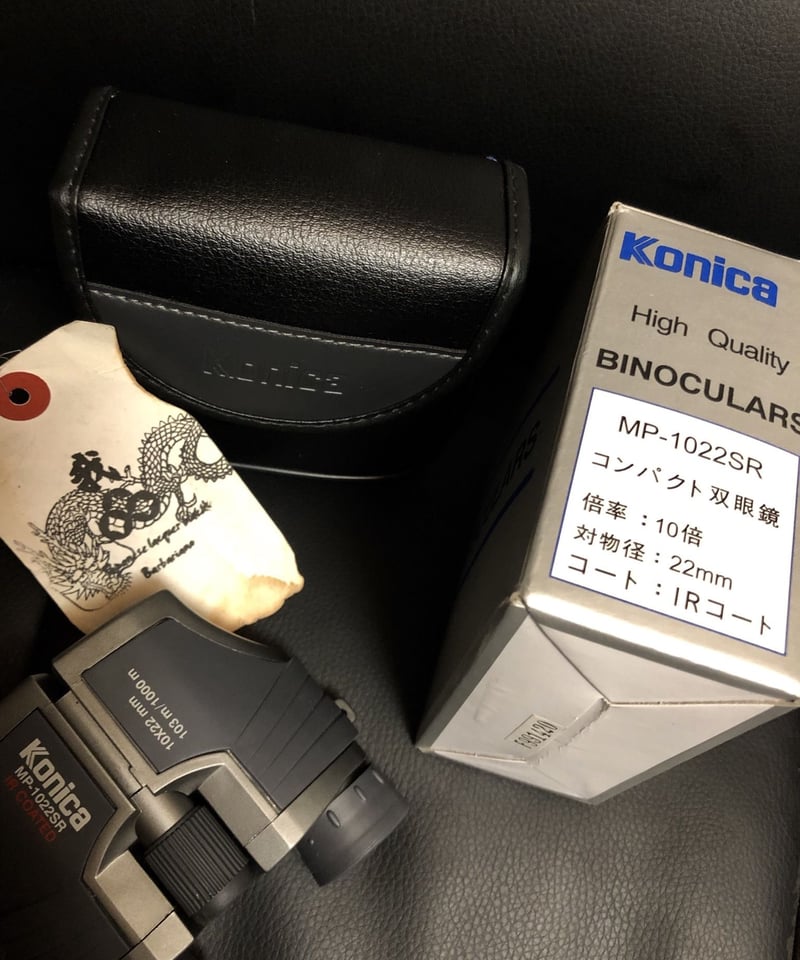 Konica
Konica
High Quality
BINOCULARS
MP-1022SR
コンパクト双眼鏡
倍率：10倍
対物径：22mm
コート：IRコート
10X22 mm
103 m/1000 m
Konica
MP-1022SR
IR COATED